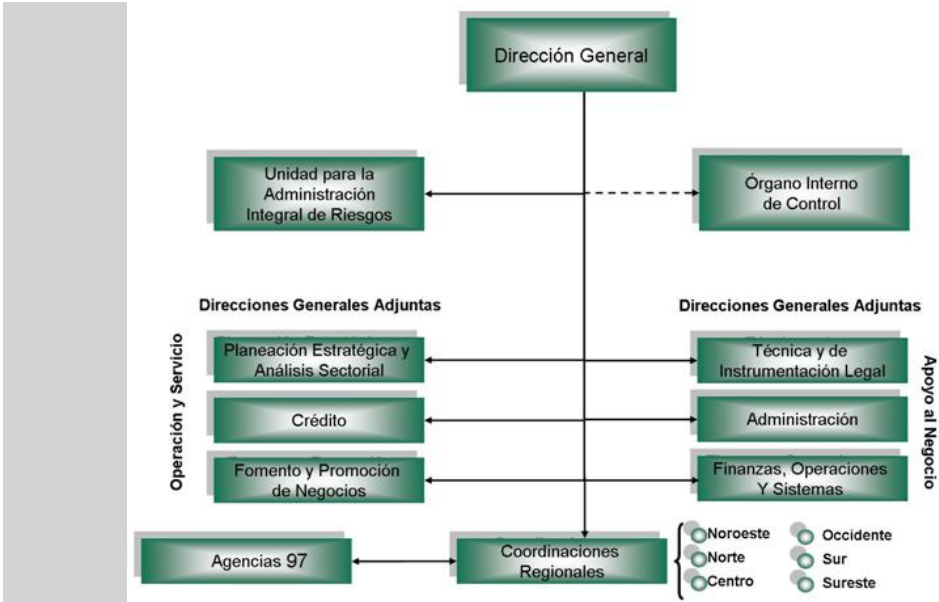 Dirección General
Unidad para la
Administración
Integral de Riesgos
Órgano Interno
de Control
Direcciones Generales Adjuntas
Direcciones Generales Adjuntas
Operación y Servicio
Planeación Estratégica y
Análisis Sectorial
Técnica y de
Instrumentación Legal
Apoyo al Negocio
Crédito
Administración
Fomento y Promoción
de Negocios
Finanzas, Operaciones
Y Sistemas
Agencias 97
Coordinaciones
Regionales
Noroeste
Norte
Centro
Occidente
Sur
Sureste